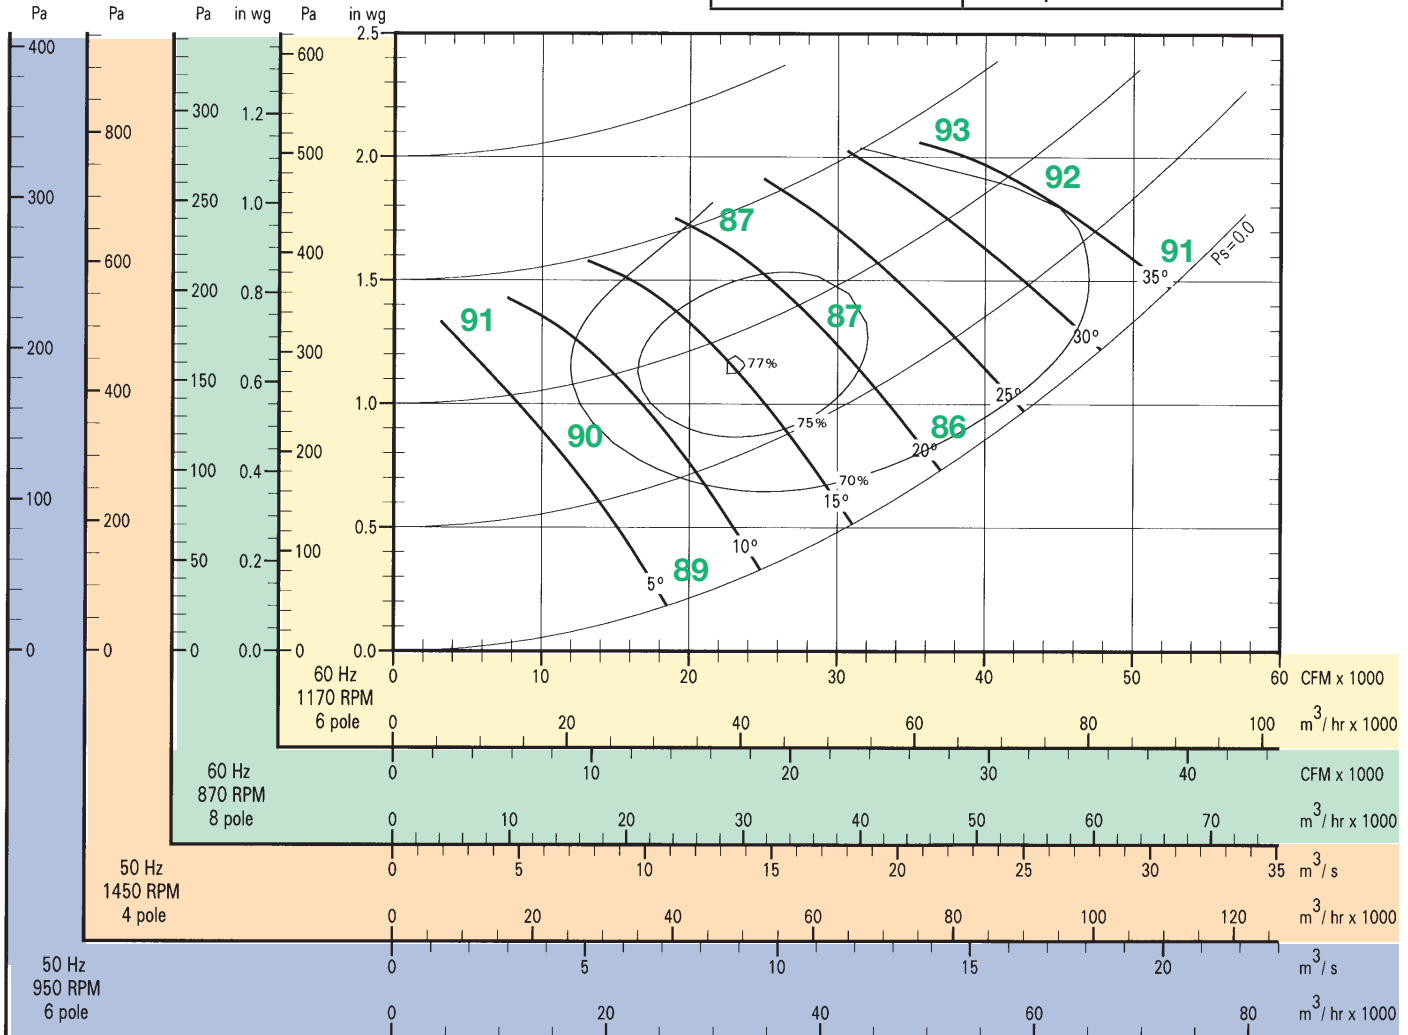 Pa Pa Pa in wg Pa in wg
400 600 2.5
800 300 1.2
500 2.0
93
300 250 1.0 92
87
600 400 91
Ps=0.0
200 0.8 1.5 35º
91 87
200 300 30º
150 0.6 77%
400 1.0 25º
90 200 75% 86
100 0.4 20º
100 70%
200 0.5 15º
50 0.2 100 10º
89
5º
0 0 0 0.0 0 0.0
0 10 20 30 40 50 60 CFM x 1000
60 Hz
1170 RPM
6 pole
0 20 40 60 80 100 m³/ hr x 1000
60 Hz
870 RPM
8 pole
0 10 20 30 40 CFM x 1000
0 10 20 30 40 50 60 70 m³/ hr x 1000
50 Hz
1450 RPM
4 pole
0 5 10 15 20 25 30 35 m³/ s
0 20 40 60 80 100 120 m³/ hr x 1000
50 Hz
950 RPM
6 pole
0 5 10 15 20 m³/ s
0 20 40 60 80 m³/ hr x 1000